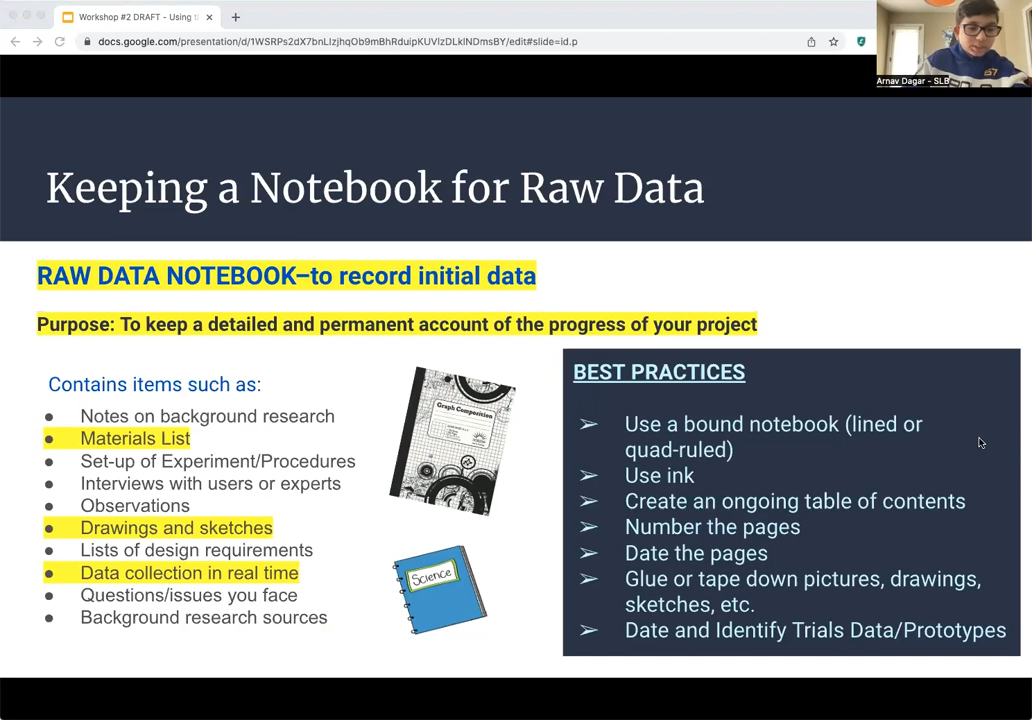 Workshop #2 DRAFT - Using t
docs.google.com/presentation/d/1WSRPs2dX7bnLIzjhqOb9mBhRduipKUVlzDLklNDmsBY/edit#slide=id.p
Arnav Dagar - SLB
Keeping a Notebook for Raw Data
RAW DATA NOTEBOOK–to record initial data
Purpose: To keep a detailed and permanent account of the progress of your project
Contains items such as:
● Notes on background research
● Materials List
● Set-up of Experiment/Procedures
● Interviews with users or experts
● Observations
● Drawings and sketches
● Lists of design requirements
● Data collection in real time
● Questions/issues you face
● Background research sources
Graph Composition
Science
BEST PRACTICES
➢ Use a bound notebook (lined or
quad-ruled)
➢ Use ink
➢ Create an ongoing table of contents
➢ Number the pages
➢ Date the pages
➢ Glue or tape down pictures, drawings,
sketches, etc.
➢ Date and Identify Trials Data/Prototypes